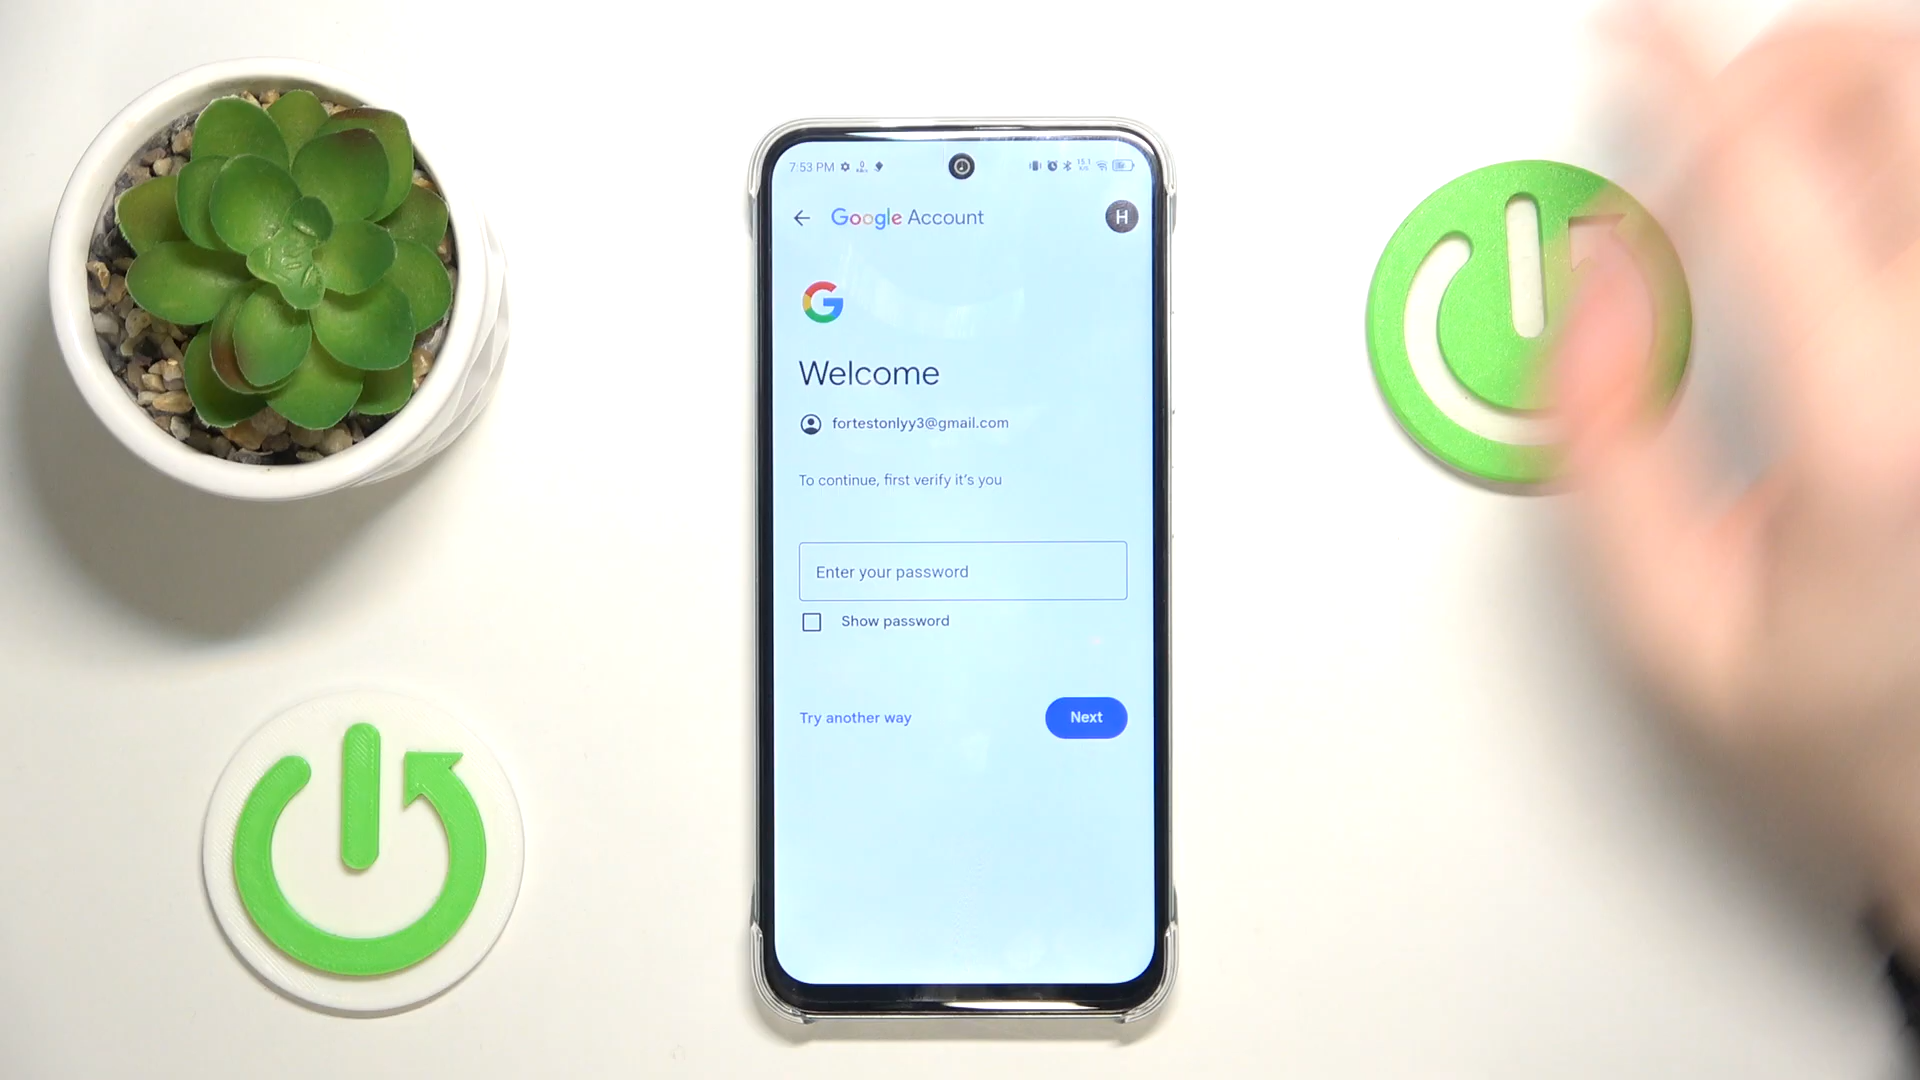 7:53 PM
Google Account
H
Welcome
fortestonlyy3@gmail.com
To continue, first verify it's you
Enter your password
Show password
Try another way
Next